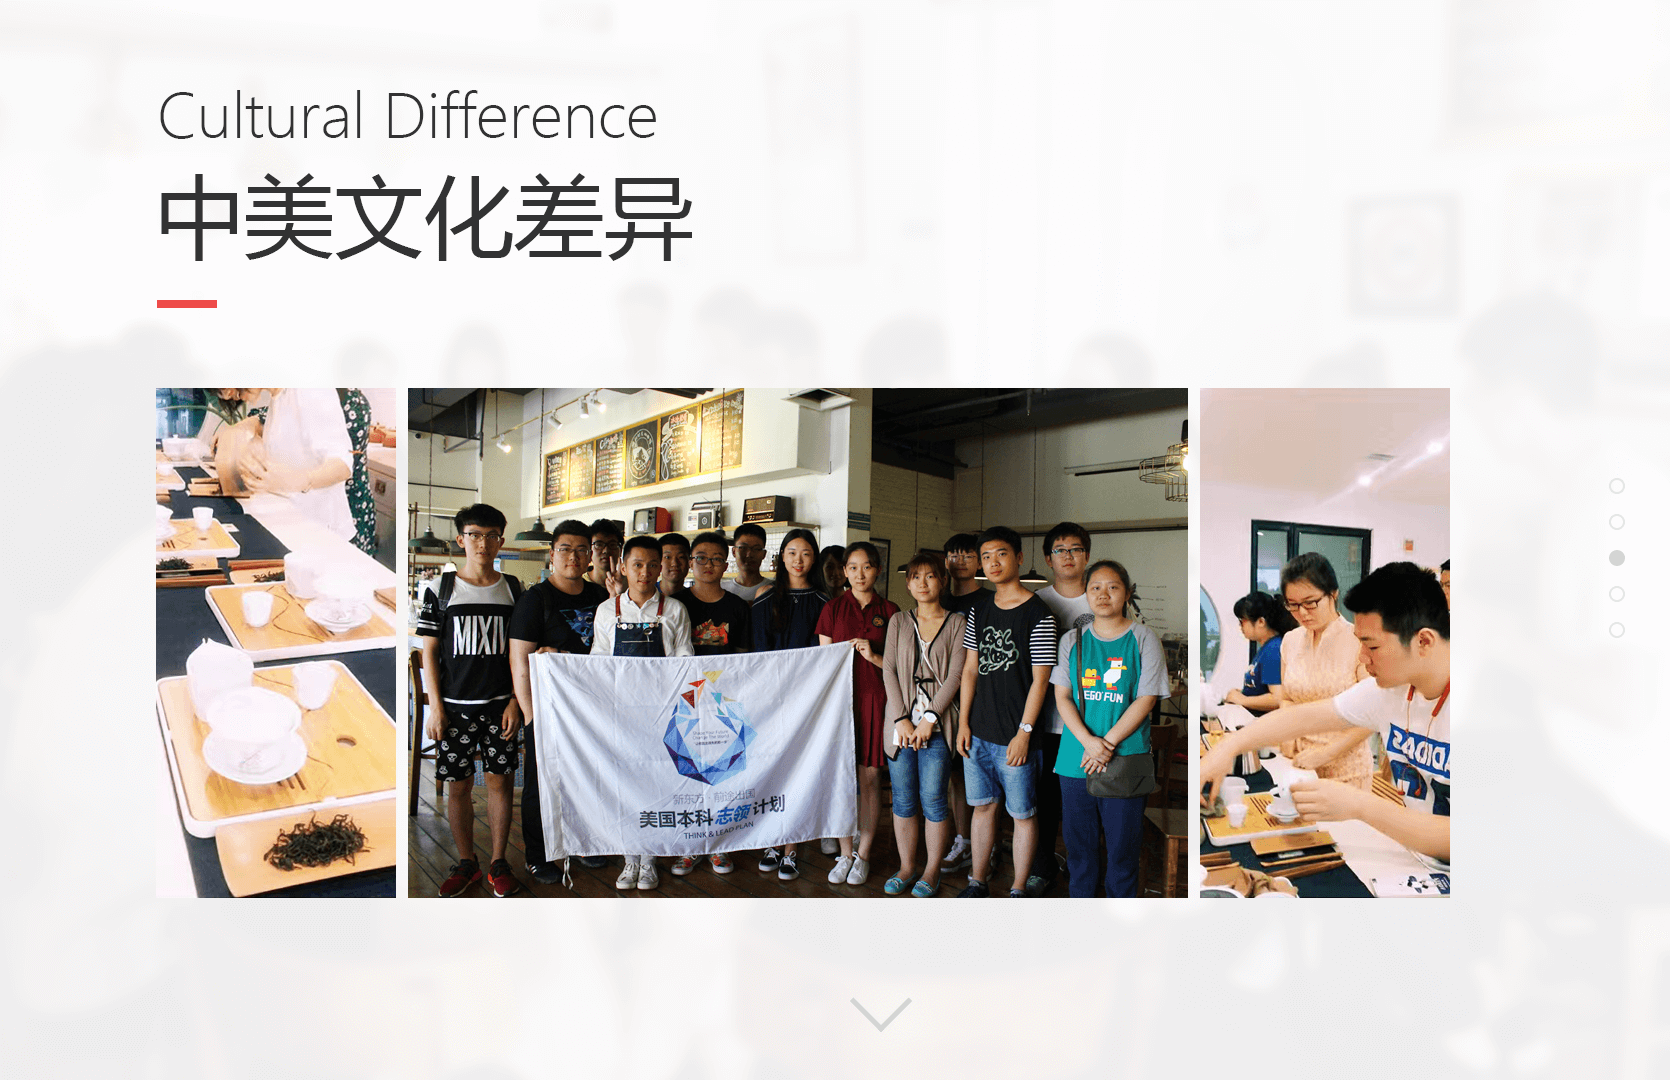 Cultural Difference
中美文化差异
MIXIV
EGO FUN
新东方 前途出国
美国本科志领计划
THINK & LEAD PLAN
ADIDAS